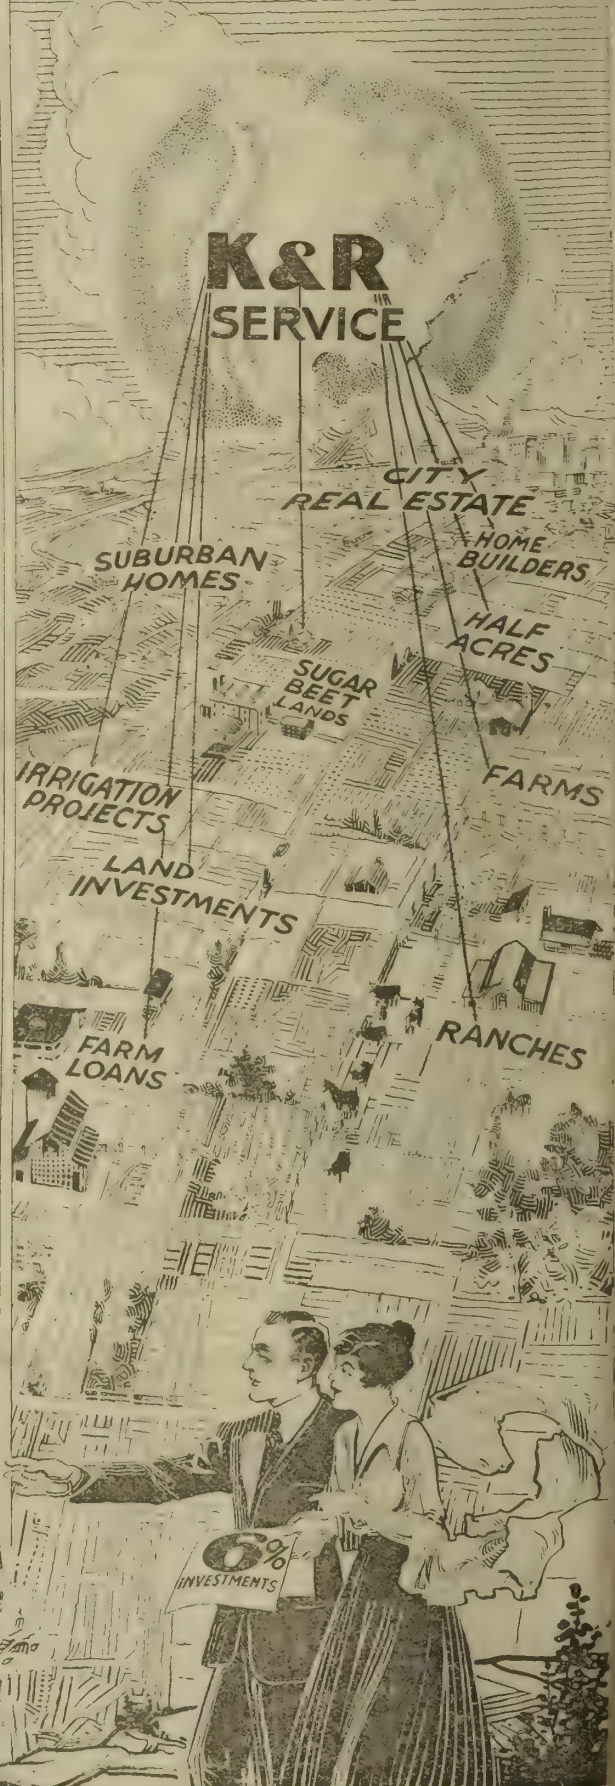 K&R
SERVICE
CITY
REAL ESTATE
HOME
BUILDERS
SUBURBAN
HOMES
HALF
ACRES
SUGAR
BEET
LANDS
IRRIGATION
PROJECTS
FARMS
LAND
INVESTMENTS
RANCHES
FARM
LOANS
6%
INVESTMENTS